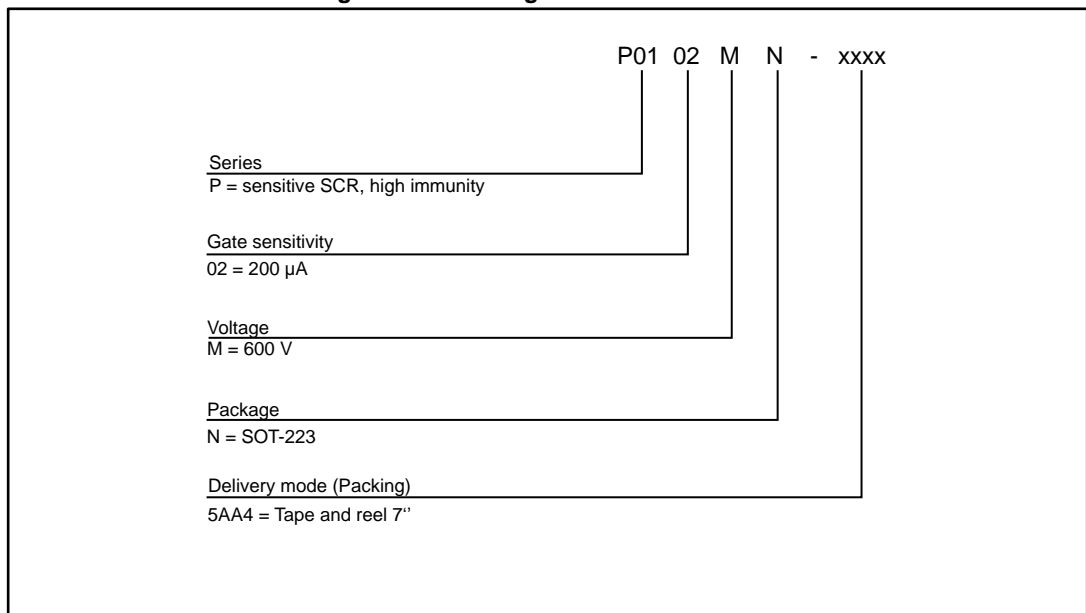 P01 02 M N - xxxx
Series
P = sensitive SCR, high immunity
Gate sensitivity
02 = 200 µA
Voltage
M = 600 V
Package
N = SOT-223
Delivery mode (Packing)
5AA4 = Tape and reel 7‘’